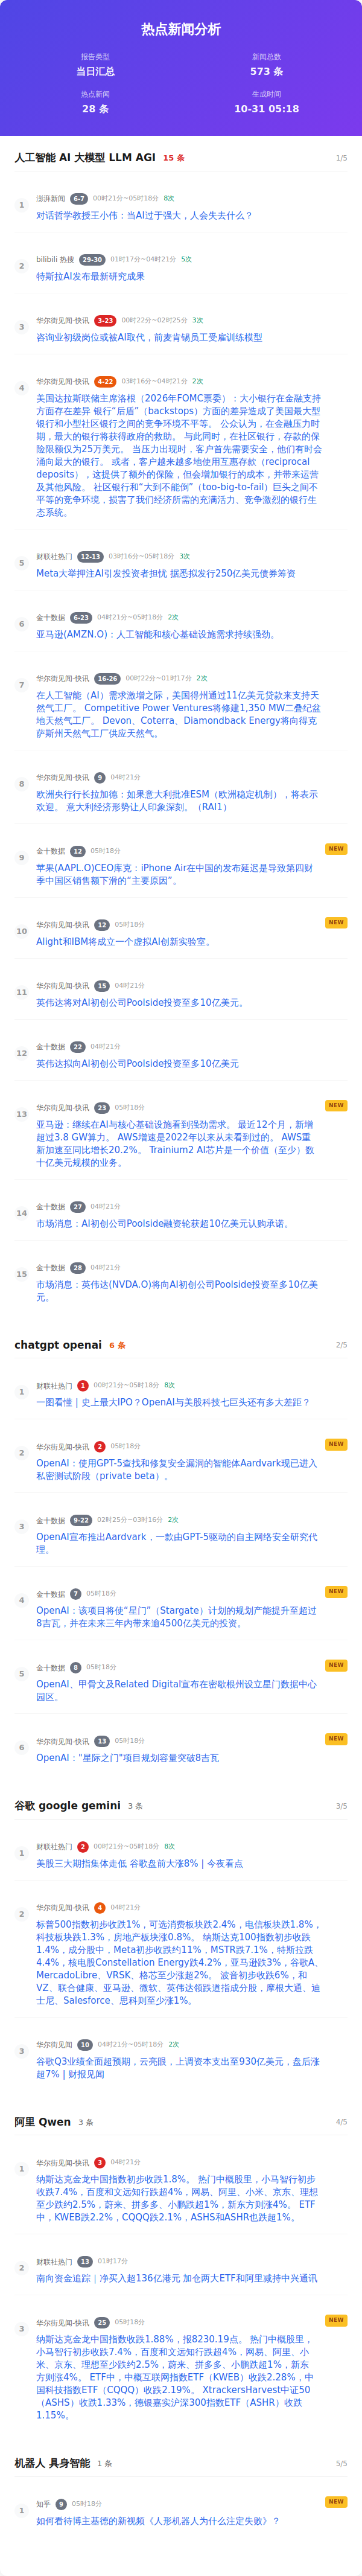 热点新闻分析
报告类型
新闻总数
当日汇总
573 条
热点新闻
生成时间
28 条
10-31 05:18
人工智能 AI 大模型 LLM AGI 15 条 1/5
1
澎湃新闻 6-7 00时21分~05时18分 8次
对话哲学教授王小伟：当AI过于强大，人会失去什么？
2
bilibili 热搜 29-30 01时17分~04时21分 5次
特斯拉AI发布最新研究成果
3
华尔街见闻-快讯 3-23 00时22分~02时25分 3次
咨询业初级岗位或被AI取代，前麦肯锡员工受雇训练模型
4
华尔街见闻-快讯 4-22 03时16分~04时21分 2次
美国达拉斯联储主席洛根（2026年FOMC票委）：大小银行在金融支
持方面存在差异 银行“后盾”（backstops）方面的差异造成了美国最大型
银行和小型社区银行之间的竞争环境不平等。 公众认为，在金融压力时
期，最大的银行将获得政府的救助。 与此同时，在社区银行，存款的保
险限额仅为25万美元。 当压力出现时，客户首先需要安全，他们有时会
涌向最大的银行。 或者，客户越来越多地使用互惠存款（reciprocal
deposits），这提供了额外的保险，但会增加银行的成本，并带来运营
及其他风险。 社区银行和“大到不能倒”（too-big-to-fail）巨头之间不
平等的竞争环境，损害了我们经济所需的充满活力、竞争激烈的银行生
态系统。
5
财联社热门 12-13 03时16分~05时18分 3次
Meta大举押注AI引发投资者担忧 据悉拟发行250亿美元债券筹资
6
金十数据 6-23 04时21分~05时18分 2次
亚马逊(AMZN.O)：人工智能和核心基础设施需求持续强劲。
7
华尔街见闻-快讯 16-26 00时22分~01时17分 2次
在人工智能（AI）需求激增之际，美国得州通过11亿美元贷款来支持天
然气工厂。 Competitive Power Ventures将修建1,350 MW二叠纪盆
地天然气工厂。 Devon、Coterra、Diamondback Energy将向得克
萨斯州天然气工厂供应天然气。
8
华尔街见闻-快讯 9 04时21分
欧洲央行行长拉加德：如果意大利批准ESM（欧洲稳定机制），将表示
欢迎。 意大利经济形势让人印象深刻。（RAI1）
9
金十数据 12 05时18分 NEW
苹果(AAPL.O)CEO库克：iPhone Air在中国的发布延迟是导致第四财
季中国区销售额下滑的“主要原因”。
10
华尔街见闻-快讯 12 05时18分 NEW
Alight和IBM将成立一个虚拟AI创新实验室。
11
华尔街见闻-快讯 15 04时21分
英伟达将对AI初创公司Poolside投资至多10亿美元。
12
金十数据 22 04时21分
英伟达拟向AI初创公司Poolside投资至多10亿美元
13
华尔街见闻-快讯 23 05时18分 NEW
亚马逊：继续在AI与核心基础设施看到强劲需求。 最近12个月，新增
超过3.8 GW算力。 AWS增速是2022年以来从未看到过的。 AWS重
新加速至同比增长20.2%。 Trainium2 AI芯片是一个价值（至少）数
十亿美元规模的业务。
14
金十数据 27 04时21分
市场消息：AI初创公司Poolside融资轮获超10亿美元认购承诺。
15
金十数据 28 04时21分
市场消息：英伟达(NVDA.O)将向AI初创公司Poolside投资至多10亿美
元。
chatgpt openai 6 条 2/5
1
财联社热门 1 00时21分~05时18分 8次
一图看懂 | 史上最大IPO？OpenAI与美股科技七巨头还有多大差距？
2
华尔街见闻-快讯 2 05时18分 NEW
OpenAI：使用GPT-5查找和修复安全漏洞的智能体Aardvark现已进入
私密测试阶段（private beta）。
3
金十数据 9-22 02时25分~03时16分 2次
OpenAI宣布推出Aardvark，一款由GPT-5驱动的自主网络安全研究代
理。
4
金十数据 7 05时18分 NEW
OpenAI：该项目将使“星门”（Stargate）计划的规划产能提升至超过
8吉瓦，并在未来三年内带来逾4500亿美元的投资。
5
金十数据 8 05时18分 NEW
OpenAI、甲骨文及Related Digital宣布在密歇根州设立星门数据中心
园区。
6
华尔街见闻-快讯 13 05时18分 NEW
OpenAI："星际之门"项目规划容量突破8吉瓦
谷歌 google gemini 3 条 3/5
1
财联社热门 2 00时21分~05时18分 8次
美股三大期指集体走低 谷歌盘前大涨8% | 今夜看点
2
华尔街见闻-快讯 4 04时21分
标普500指数初步收跌1%，可选消费板块跌2.4%，电信板块跌1.8%，
科技板块跌1.3%，房地产板块涨0.8%。 纳斯达克100指数初步收跌
1.4%，成分股中，Meta初步收跌约11%，MSTR跌7.1%，特斯拉跌
4.4%，核电股Constellation Energy跌4.2%，亚马逊跌3%，谷歌A、
MercadoLibre、VRSK、格芯至少涨超2%。 波音初步收跌6%，和
VZ、联合健康、亚马逊、微软、英伟达领跌道指成分股，摩根大通、迪
士尼、Salesforce、思科则至少涨1%。
3
华尔街见闻 10 04时21分~05时18分 2次
谷歌Q3业绩全面超预期，云亮眼，上调资本支出至930亿美元，盘后涨
超7% | 财报见闻
阿里 Qwen 3 条 4/5
1
华尔街见闻-快讯 3 04时21分
纳斯达克金龙中国指数初步收跌1.8%。 热门中概股里，小马智行初步
收跌7.4%，百度和文远知行跌超4%，网易、阿里、小米、京东、理想
至少跌约2.5%，蔚来、拼多多、小鹏跌超1%，新东方则涨4%。 ETF
中，KWEB跌2.2%，CQQQ跌2.1%，ASHS和ASHR也跌超1%。
2
财联社热门 13 01时17分
南向资金追踪｜净买入超136亿港元 加仓两大ETF和阿里减持中兴通讯
3
华尔街见闻-快讯 25 05时18分 NEW
纳斯达克金龙中国指数收跌1.88%，报8230.19点。 热门中概股里，
小马智行初步收跌7.4%，百度和文远知行跌超4%，网易、阿里、小
米、京东、理想至少跌约2.5%，蔚来、拼多多、小鹏跌超1%，新东
方则涨4%。 ETF中，中概互联网指数ETF（KWEB）收跌2.28%，中
国科技指数ETF（CQQQ）收跌2.19%。 XtrackersHarvest中证50
（ASHS）收跌1.33%，德银嘉实沪深300指数ETF（ASHR）收跌
1.15%。
机器人 具身智能 1 条 5/5
1
知乎 9 05时18分 NEW
如何看待博主基德的新视频《人形机器人为什么注定失败》？